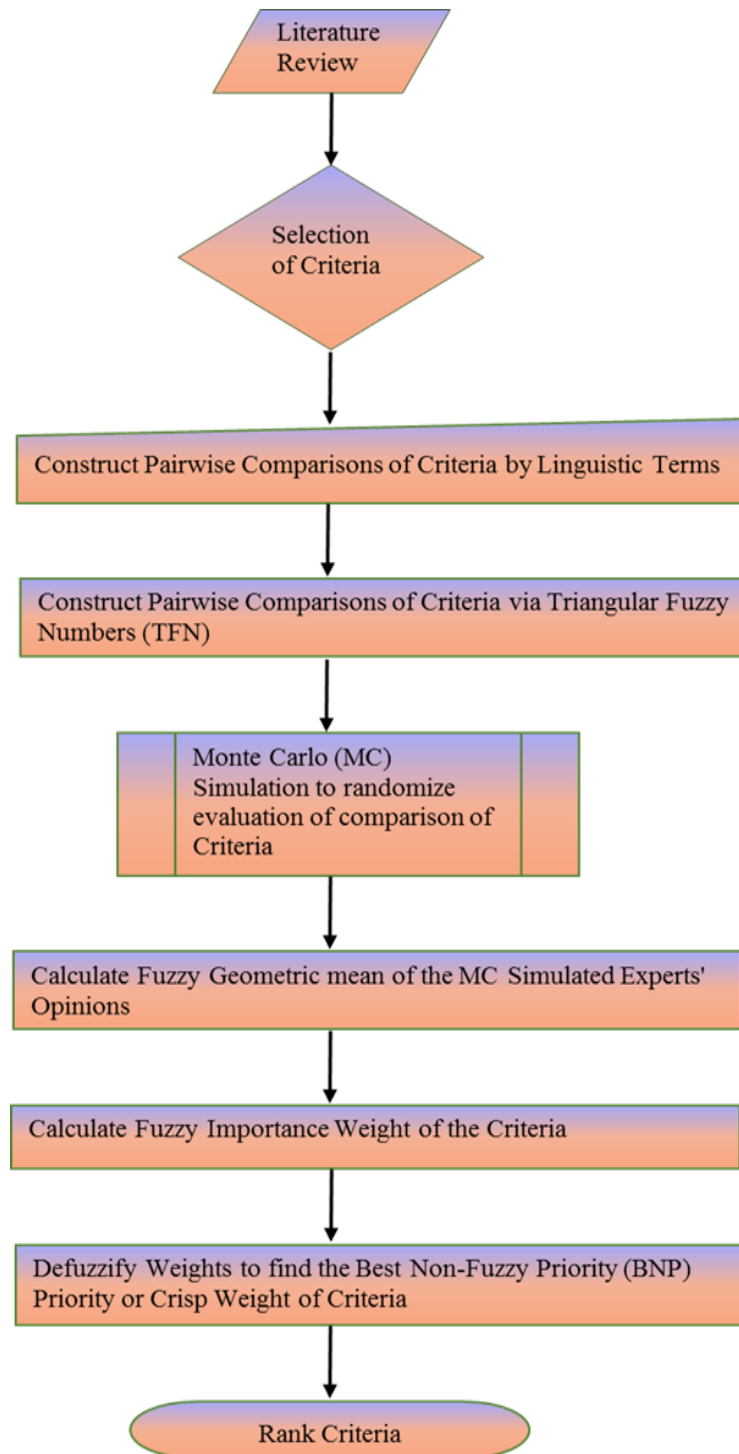 Literature
Review
Selection
of Criteria
Construct Pairwise Comparisons of Criteria by Linguistic Terms
Construct Pairwise Comparisons of Criteria via Triangular Fuzzy
Numbers (TFN)
Monte Carlo (MC)
Simulation to randomize
evaluation of comparison of
Criteria
Calculate Fuzzy Geometric mean of the MC Simulated Experts'
Opinions
Calculate Fuzzy Importance Weight of the Criteria
Defuzzify Weights to find the Best Non-Fuzzy Priority (BNP)
Priority or Crisp Weight of Criteria
Rank Criteria